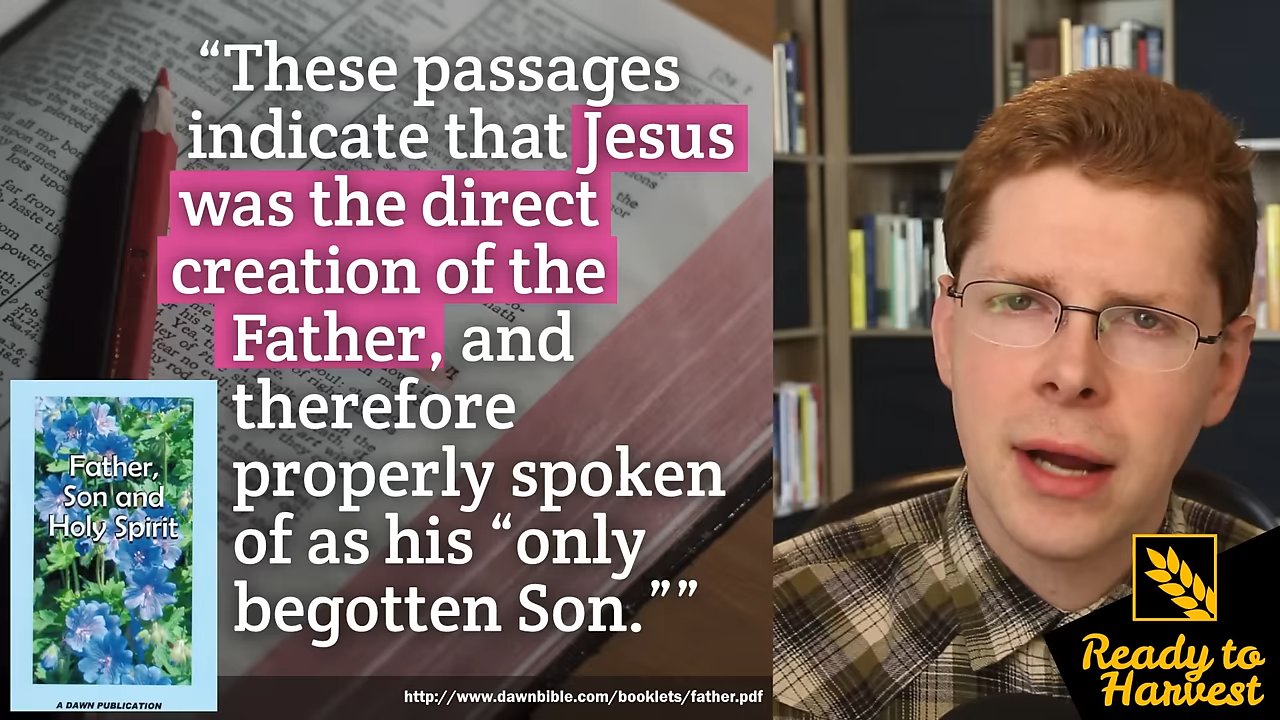 “These passages
indicate that Jesus
was the direct
creation of the
Father, and
therefore
properly spoken
of as his “only
begotten Son.””
Father,
Son and
Holy Spirit
A DAWN PUBLICATION
http://www.dawnbible.com/booklets/father.pdf
Ready to
Harvest